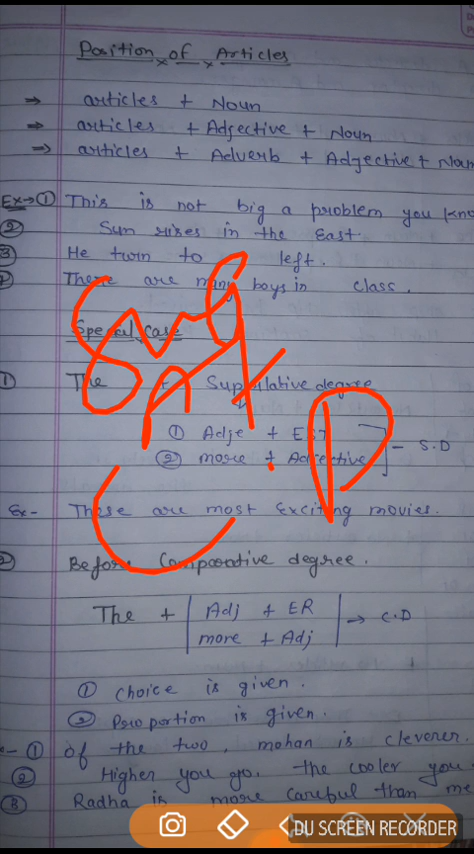 Position of Articles
⇒ articles + Noun
⇒ articles + Adjective + Noun
⇒ articles + Adverb + Adjective + Noun
Ex→ ① This is not big a problem you kno
② Sun rises in the East
③ He turn to left.
There are many boys in class.
Special Case
① The + Suparlative degree
① Adje + EST
② more + Adjective - S.D
Ex- These are most Exciting movies.
Before Comparative degree.
The + Adj + ER
more + Adj → C.D
① choice is given.
② Proportion is given.
① of the two, mohan is cleverer.
② Higher you go. the cooler you
③ Radha is more careful than me
DU SCREEN RECORDER